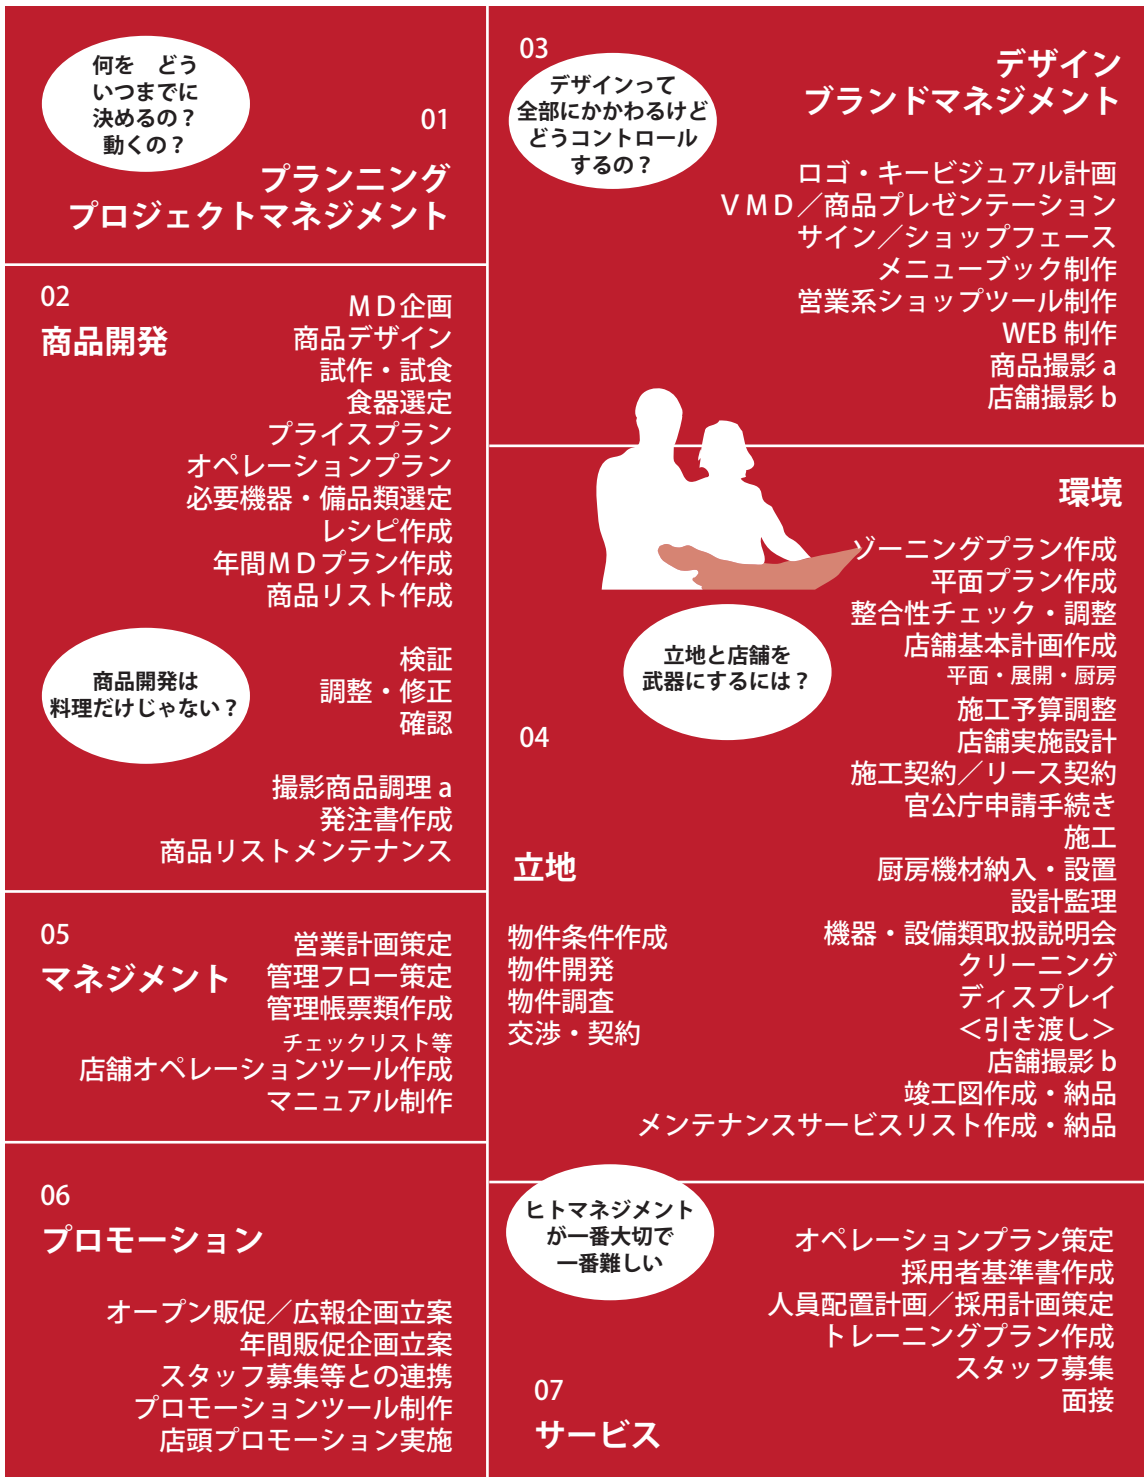 何を　どう
いつまでに
決めるの？
動くの？
01
プランニング
プロジェクトマネジメント
02
商品開発
ＭＤ企画
商品デザイン
試作・試食
食器選定
プライスプラン
オペレーションプラン
必要機器・備品類選定
レシピ作成
年間ＭＤプラン作成
商品リスト作成
商品開発は
料理だけじゃない？
検証
調整・修正
確認
撮影商品調理 a
発注書作成
商品リストメンテナンス
03
デザインって
全部にかかわるけど
どうコントロール
するの？
デザイン
ブランドマネジメント
ロゴ・キービジュアル計画
ＶＭＤ／商品プレゼンテーション
サイン／ショップフェース
メニューブック制作
営業系ショップツール制作
WEB 制作
商品撮影 a
店舗撮影 b
環境
ゾーニングプラン作成
平面プラン作成
整合性チェック・調整
店舗基本計画作成
平面・展開・厨房
施工予算調整
店舗実施設計
施工契約／リース契約
官公庁申請手続き
施工
厨房機材納入・設置
設計監理
機器・設備類取扱説明会
クリーニング
ディスプレイ
＜引き渡し＞
店舗撮影 b
竣工図作成・納品
メンテナンスサービスリスト作成・納品
立地と店舗を
武器にするには？
04
立地
物件条件作成
物件開発
物件調査
交渉・契約
05
マネジメント
営業計画策定
管理フロー策定
管理帳票類作成
チェックリスト等
店舗オペレーションツール作成
マニュアル制作
06
プロモーション
オープン販促／広報企画立案
年間販促企画立案
スタッフ募集等との連携
プロモーションツール制作
店頭プロモーション実施
ヒトマネジメント
が一番大切で
一番難しい
オペレーションプラン策定
採用者基準書作成
人員配置計画／採用計画策定
トレーニングプラン作成
スタッフ募集
面接
07
サービス